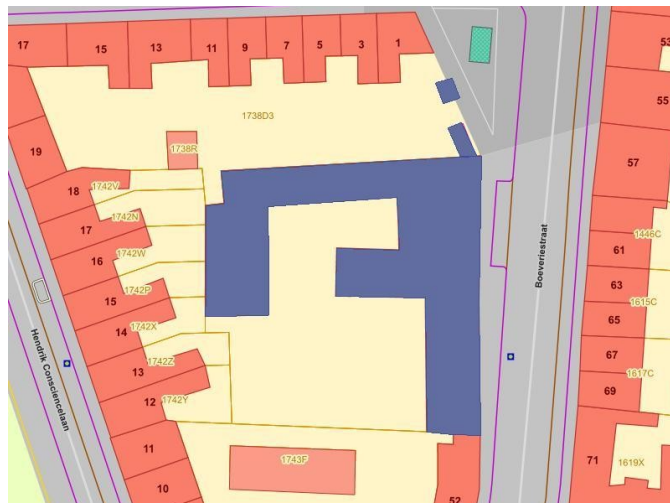 17
15
13
11
9
7
5
3
1
53
55
57
61
63
65
67
69
71
1738D3
1738R
19
18
17
16
15
14
13
12
11
10
1742V
1742N
1742W
1742P
1742X
1742Z
1742Y
1743F
52
1446C
1615C
1617C
1619X
Boeveriestraat
Hendrik Consciencelaan